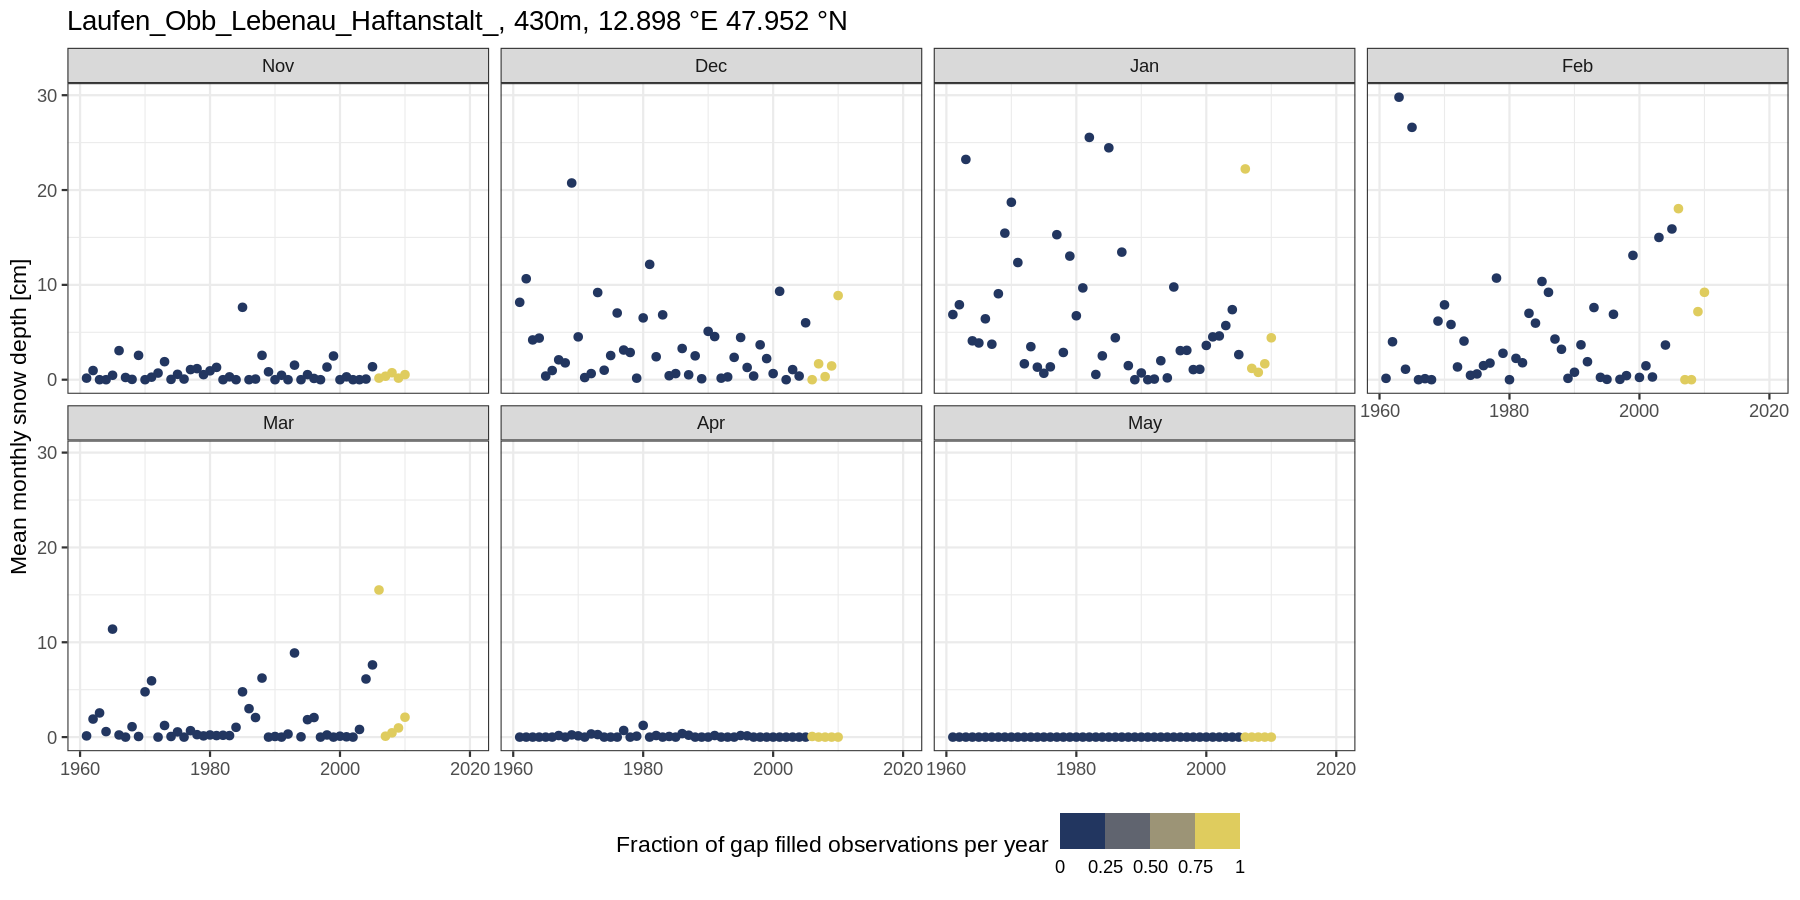 Laufen_Obb_Lebenau_Haftanstalt_, 430m, 12.898 °E 47.952 °N
Nov Dec Jan Feb
30
20
10
0
1960 1980 2000 2020
Mean monthly snow depth [cm]
Mar Apr May
30
20
10
0
1960 1980 2000 2020 1960 1980 2000 2020 1960 1980 2000 2020
Fraction of gap filled observations per year
0 0.25 0.50 0.75 1